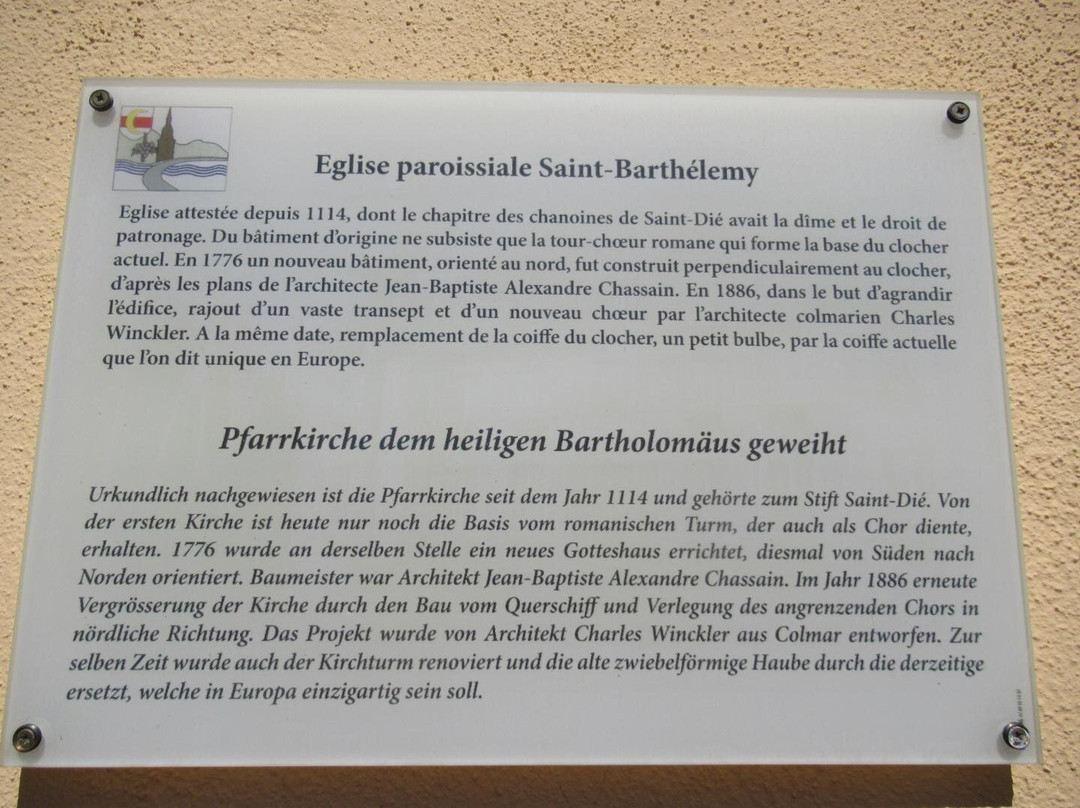 Eglise paroissiale Saint-Barthélemy
Eglise attestée depuis 1114, dont le chapitre des chanoines de Saint-Dié avait la dîme et le droit de
patronage. Du bâtiment d'origine ne subsiste que la tour-chœur romane qui forme la base du clocher
actuel. En 1776 un nouveau bâtiment, orienté au nord, fut construit perpendiculairement au clocher,
d'après les plans de l'architecte Jean-Baptiste Alexandre Chassain. En 1886, dans le but d'agrandir
l'édifice, rajout d'un vaste transept et d'un nouveau chœur par l'architecte colmarien Charles
Winckler. A la même date, remplacement de la coiffe du clocher, un petit bulbe, par la coiffe actuelle
que l'on dit unique en Europe.
Pfarrkirche dem heiligen Bartholomäus geweiht
Urkundlich nachgewiesen ist die Pfarrkirche seit dem Jahr 1114 und gehörte zum Stift Saint-Dié. Von
der ersten Kirche ist heute nur noch die Basis vom romanischen Turm, der auch als Chor diente,
erhalten. 1776 wurde an derselben Stelle ein neues Gotteshaus errichtet, diesmal von Süden nach
Norden orientiert. Baumeister war Architekt Jean-Baptiste Alexandre Chassain. Im Jahr 1886 erneute
Vergrösserung der Kirche durch den Bau vom Querschiff und Verlegung des angrenzenden Chors in
nördliche Richtung. Das Projekt wurde von Architekt Charles Winckler aus Colmar entworfen. Zur
selben Zeit wurde auch der Kirchturm renoviert und die alte zwiebelförmige Haube durch die derzeitige
ersetzt, welche in Europa einzigartig sein soll.